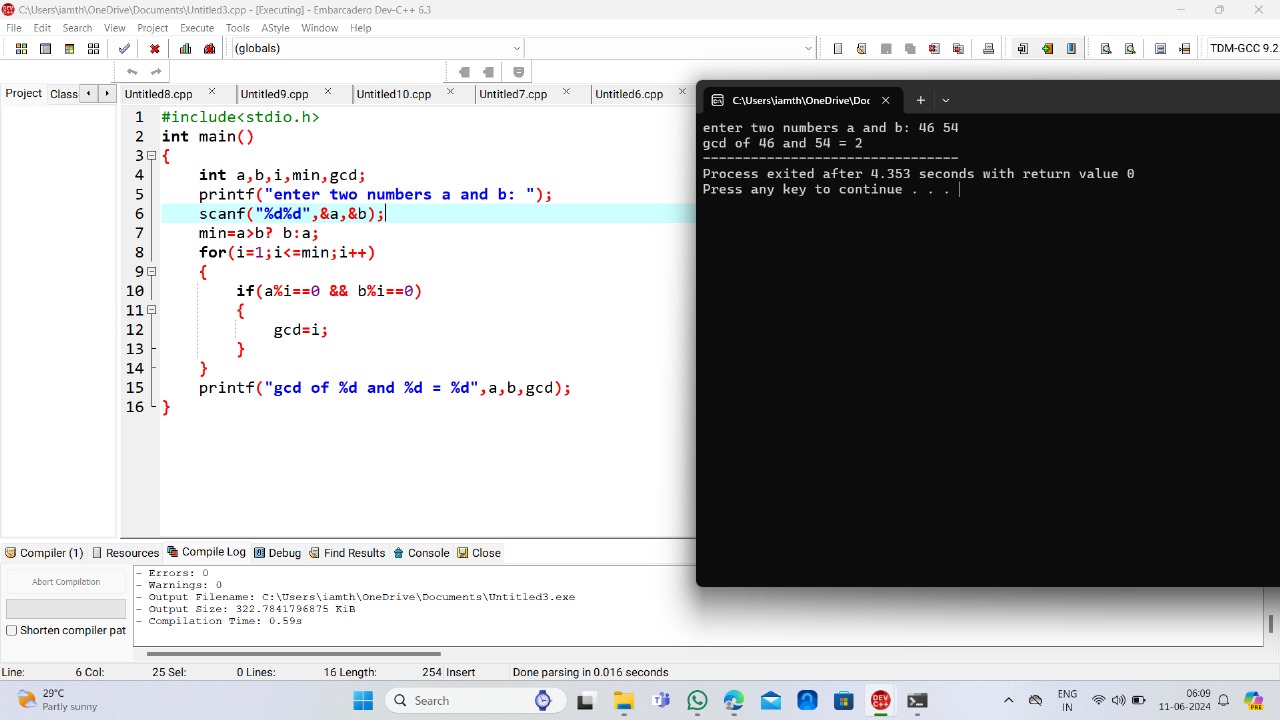 C:\Users\iamth\OneDrive\Documents\Untitled3.cpp - [Executing] - Embarcadero Dev-C++ 6.3
File Edit Search View Project Execute Tools AStyle Window Help
(globals)
TDM-GCC 9.2
Project Class
Untitled8.cpp Untitled9.cpp Untitled10.cpp Untitled7.cpp Untitled6.cpp
1 #include<stdio.h>
2 int main()
3 {
4 int a,b,i,min,gcd;
5 printf("enter two numbers a and b: ");
6 scanf("%d%d",&a,&b);
7 min=a>b? b:a;
8 for(i=1;i<=min;i++)
9 {
10 if(a%i==0 && b%i==0)
11 {
12 gcd=i;
13 }
14 }
15 printf("gcd of %d and %d = %d",a,b,gcd);
16 }
C:\Users\iamth\OneDrive\Doc
enter two numbers a and b: 46 54
gcd of 46 and 54 = 2
--------------------------------
Process exited after 4.353 seconds with return value 0
Press any key to continue . . .
Compiler (1) Resources Compile Log Debug Find Results Console Close
Abort Compilation
Shorten compiler pat
- Errors: 0
- Warnings: 0
- Output Filename: C:\Users\iamth\OneDrive\Documents\Untitled3.exe
- Output Size: 322.7841796875 KiB
- Compilation Time: 0.59s
Line: 6 Col: 25 Sel: 0 Lines: 16 Length: 254 Insert Done parsing in 0.016 seconds
29°C
Partly sunny
Search
DEV C++
ENG
IN
06:09
11-06-2024
PRE